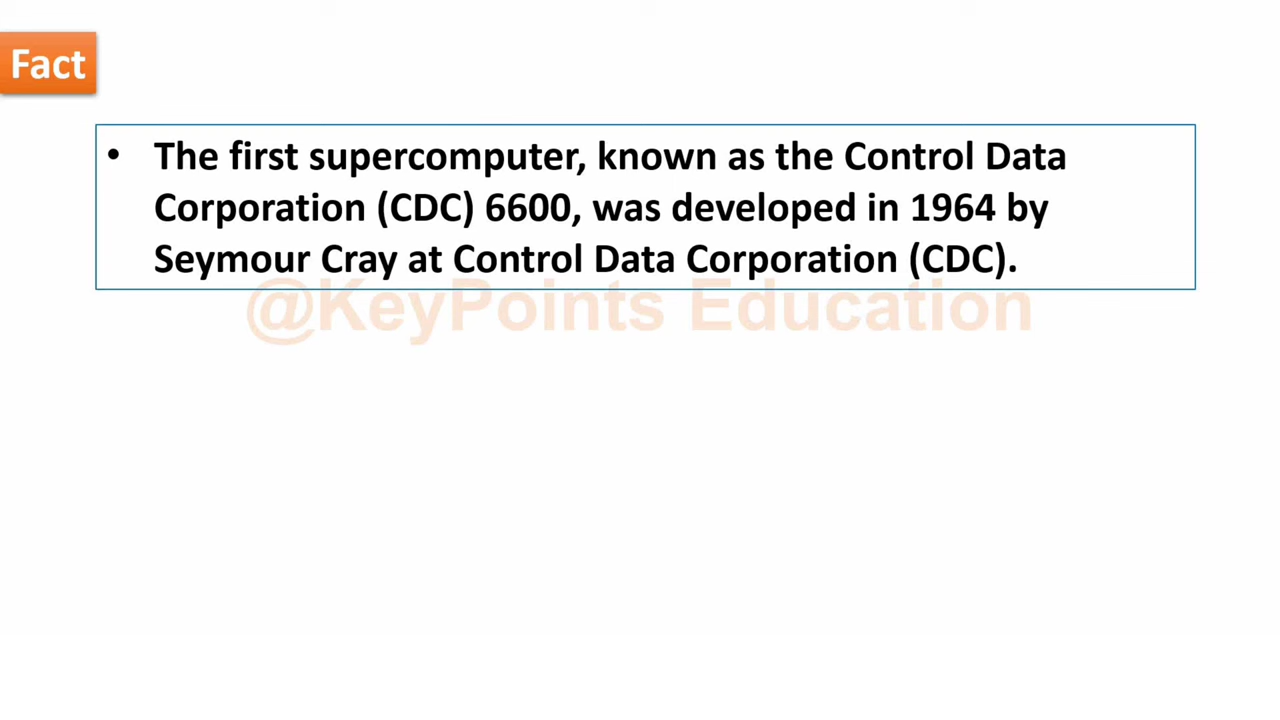 Fact
• The first supercomputer, known as the Control Data
Corporation (CDC) 6600, was developed in 1964 by
Seymour Cray at Control Data Corporation (CDC).
@KeyPoints Education